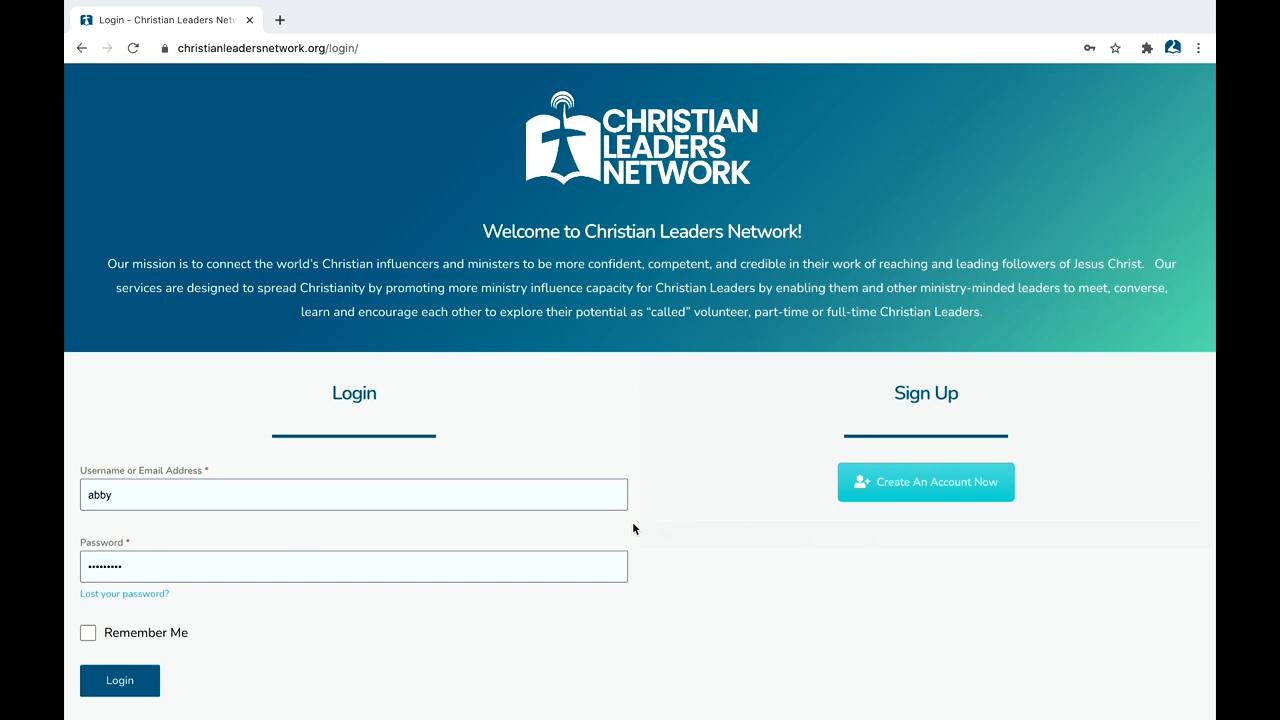 Login - Christian Leaders Netw
christianleadersnetwork.org/login/
CHRISTIAN
LEADERS
NETWORK
Welcome to Christian Leaders Network!
Our mission is to connect the world's Christian influencers and ministers to be more confident, competent, and credible in their work of reaching and leading followers of Jesus Christ. Our
services are designed to spread Christianity by promoting more ministry influence capacity for Christian Leaders by enabling them and other ministry-minded leaders to meet, converse,
learn and encourage each other to explore their potential as “called” volunteer, part-time or full-time Christian Leaders.
Login
Username or Email Address *
abby
Password *
•••••••••
Lost your password?
Remember Me
Login
Sign Up
Create An Account Now